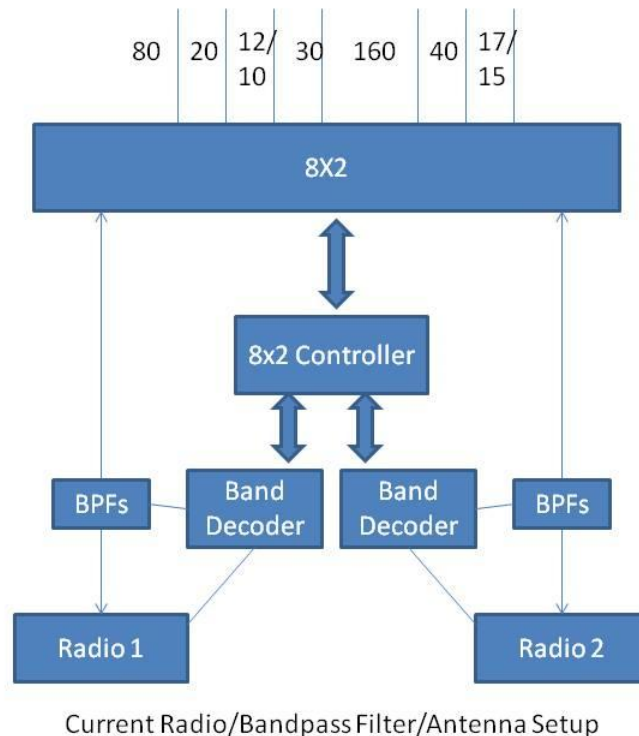 80 20 12/ 30 160 40 17/
10 15
8X2
8x2 Controller
BPFs Band Band BPFs
Decoder Decoder
Radio 1 Radio 2
Current Radio/Bandpass Filter/Antenna Setup